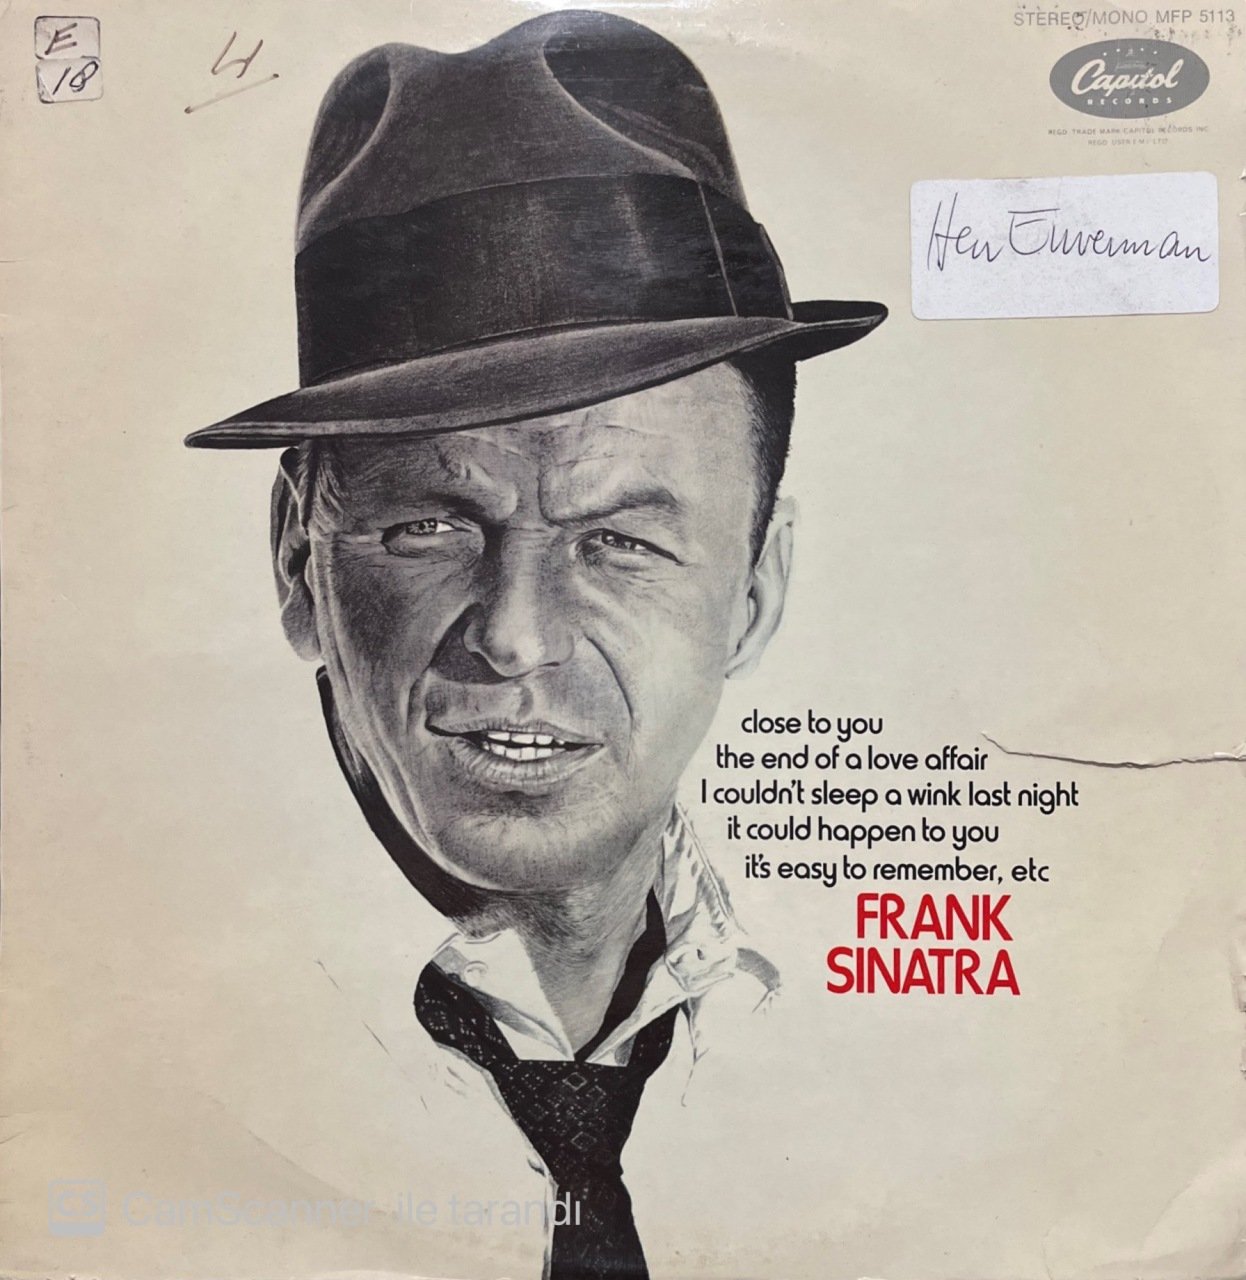 E
18
4
STEREO/MONO MFP 5113
Capitol
RECORDS
REGD. TRADE MARK CAPITOL RECORDS INC.
REGD. USER E M I LTD
close to you
the end of a love affair
I couldn't sleep a wink last night
it could happen to you
it's easy to remember, etc
FRANK
SINATRA
CS CamScanner ile tarandı